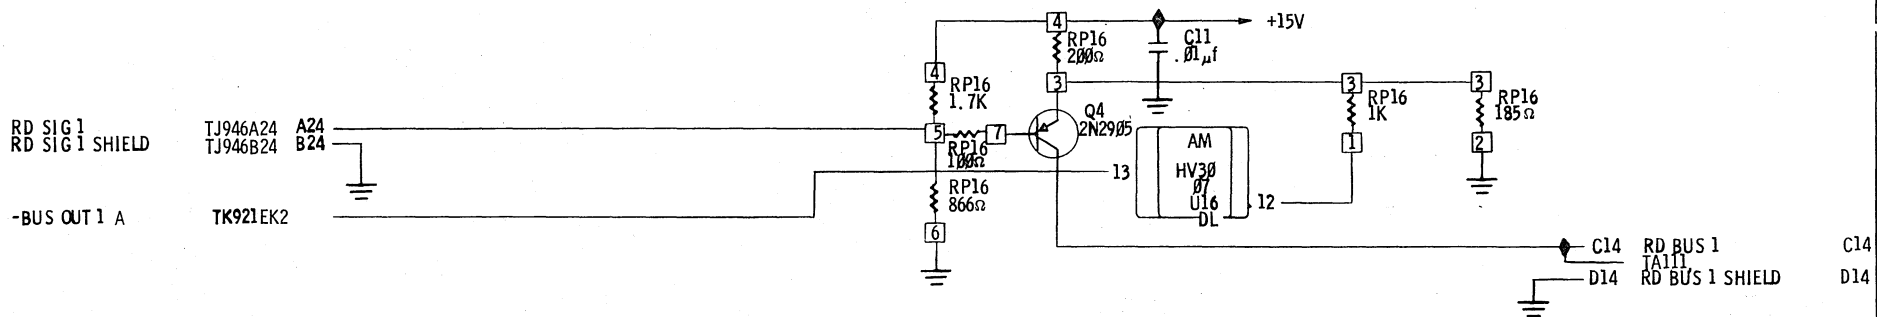 4 +15V
RP16
200Ω
C11
.01µf
4
RP16
1.7K
3
3
3
RP16
1K
RP16
185Ω
Q4
2N2905
RD SIG 1 TJ946A24 A24
RD SIG 1 SHIELD TJ946B24 B24
5
7
RP16
100Ω
AM
HV30
07
U16
DL
1
2
13
12
RP16
866Ω
-BUS OUT 1 A TK921EK2
6
C14 RD BUS 1 C14
TA111,
D14 RD BUS 1 SHIELD D14